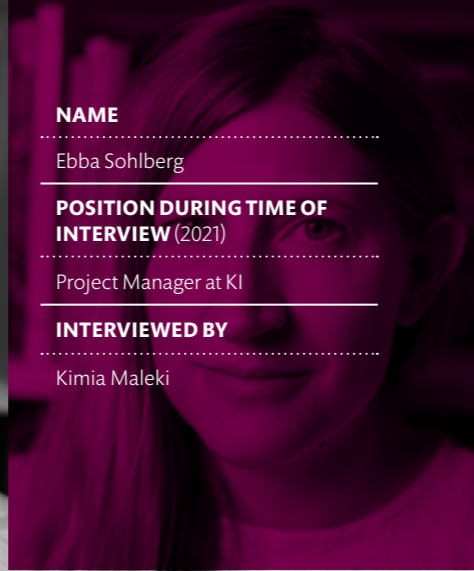 NAME
Ebba Sohlberg
POSITION DURING TIME OF
INTERVIEW (2021)
Project Manager at KI
INTERVIEWED BY
Kimia Maleki